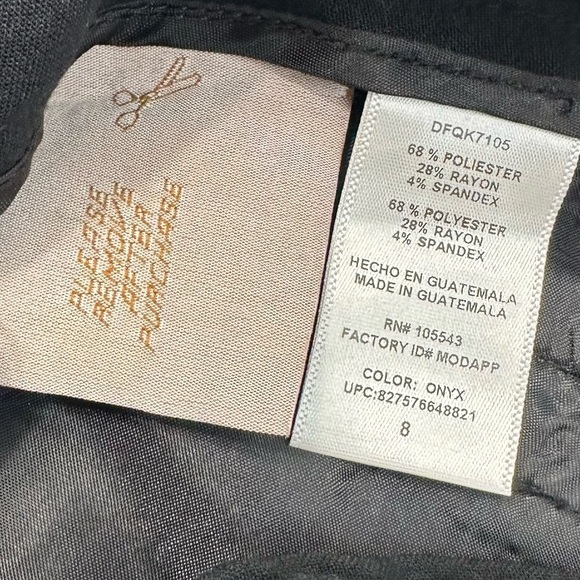 PLEASE
REMOVE
AFTER
PURCHASE
DFQK7105
68 % POLIESTER
28% RAYON
4% SPANDEX
68 % POLYESTER
28% RAYON
4% SPANDEX
HECHO EN GUATEMALA
MADE IN GUATEMALA
RN# 105543
FACTORY ID# MODAPP
COLOR: ONYX
UPC:827576648821
8